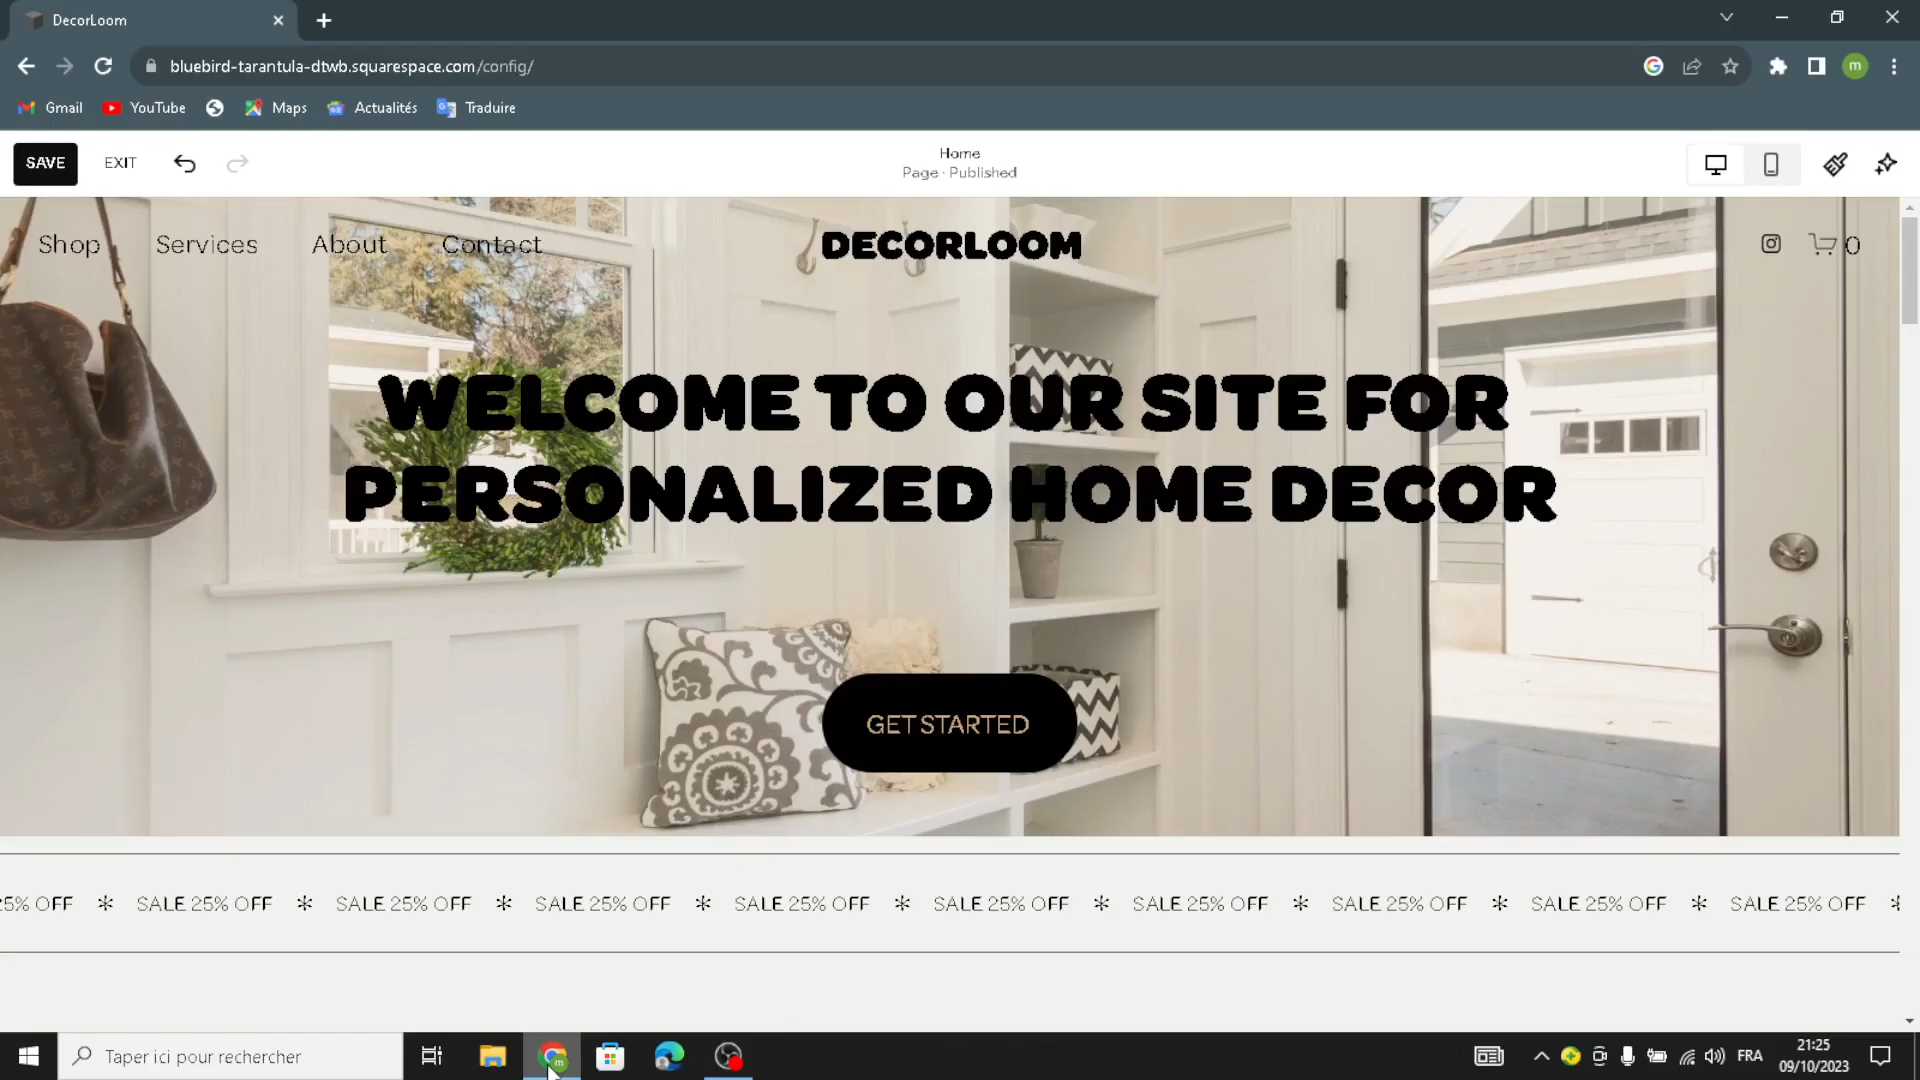 DecorLoom
bluebird-tarantula-dtwb.squarespace.com/config/
m
Gmail YouTube Maps Actualités Traduire
SAVE EXIT
Home
Page · Published
Shop Services About Contact
DECORLOOM
0
WELCOME TO OUR SITE FOR
PERSONALIZED HOME DECOR
GET STARTED
25% OFF * SALE 25% OFF * SALE 25% OFF * SALE 25% OFF * SALE 25% OFF * SALE 25% OFF * SALE 25% OFF * SALE 25% OFF * SALE 25% OFF * SALE 25% OFF *
Taper ici pour rechercher
m
FRA
21:25
09/10/2023